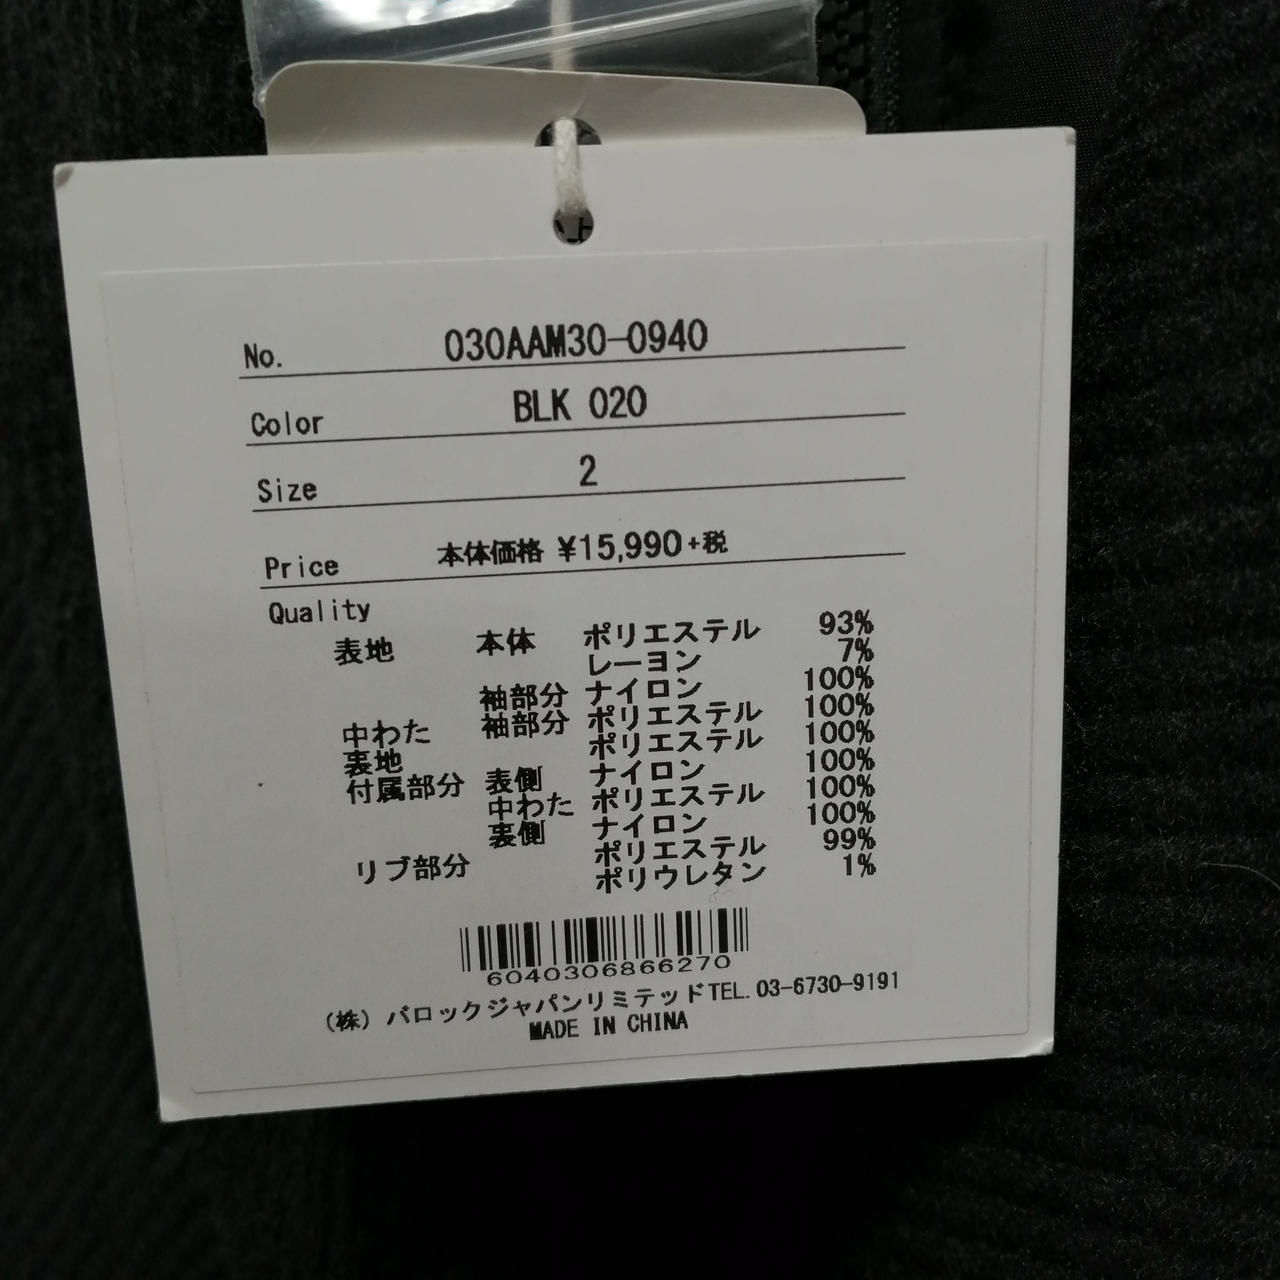 No. 030AAM30-0940
Color BLK 020
Size 2
Price 本体価格 ¥15,990+税
Quality
表地 本体 ポリエステル 93%
レーヨン 7%
袖部分 ナイロン 100%
中わた 袖部分 ポリエステル 100%
裏地 ポリエステル 100%
付属部分 表側 ナイロン 100%
中わた ポリエステル 100%
裏側 ナイロン 100%
リブ部分 ポリエステル 99%
ポリウレタン 1%
6040306866270
(株) バロックジャパンリミテッドTEL. 03-6730-9191
MADE IN CHINA